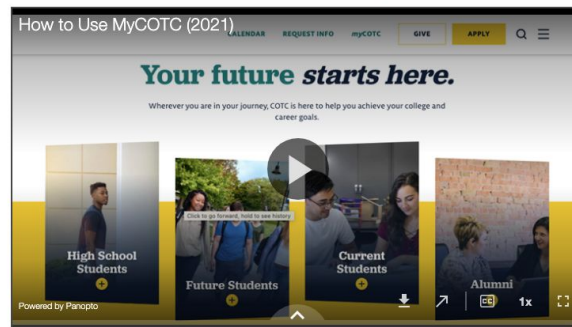 How to Use MyCOTC (2021)
CALENDAR REQUEST INFO myCOTC GIVE APPLY
Your future starts here.
Wherever you are in your journey, COTC is here to help you achieve your college and
career goals.
Click to go forward, hold to see history
High School
Students
Future Students
Current
Students
Alumni
Powered by Panopto
CC 1x